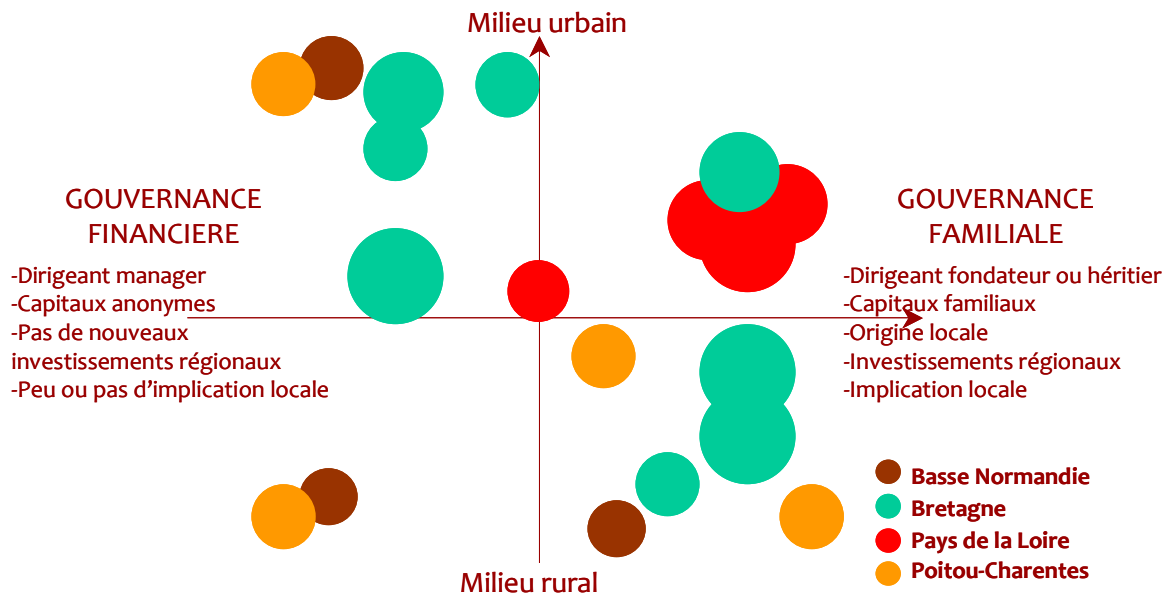 Milieu urbain
GOUVERNANCE
FINANCIERE
-Dirigeant manager
-Capitaux anonymes
-Pas de nouveaux
investissements régionaux
-Peu ou pas d’implication locale
GOUVERNANCE
FAMILIALE
-Dirigeant fondateur ou héritier
-Capitaux familiaux
-Origine locale
-Investissements régionaux
-Implication locale
Basse Normandie
Bretagne
Pays de la Loire
Poitou-Charentes
Milieu rural